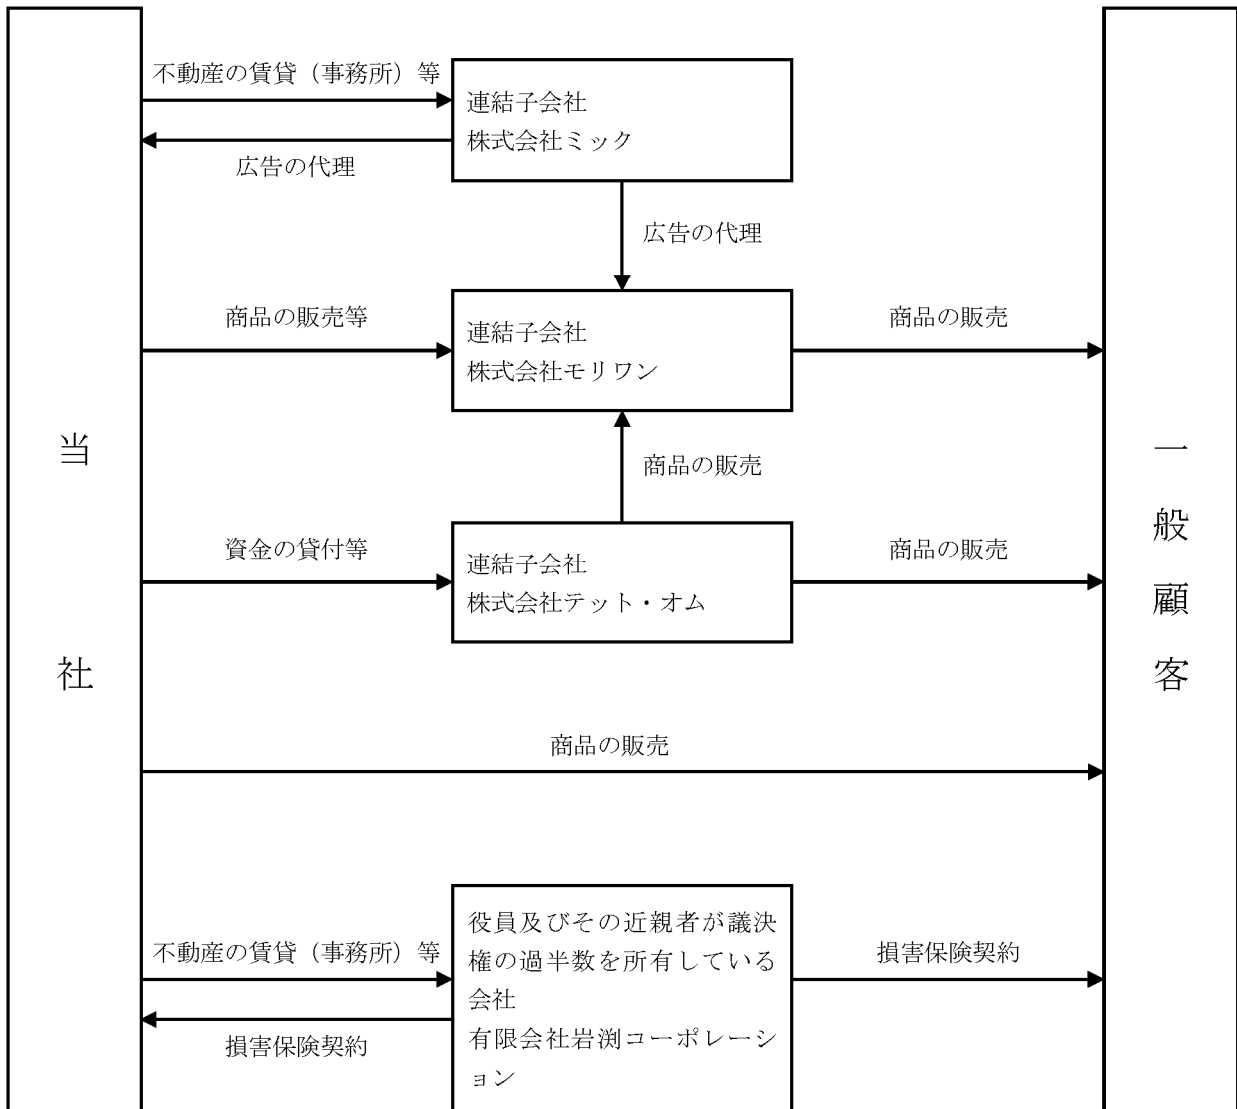 不動産の賃貸（事務所）等
連結子会社
株式会社ミック
広告の代理
広告の代理
商品の販売等
連結子会社
株式会社モリワン
商品の販売
当社
一般顧客
商品の販売
資金の貸付等
連結子会社
株式会社テット・オム
商品の販売
商品の販売
不動産の賃貸（事務所）等
役員及びその近親者が議決
権の過半数を所有している
会社
有限会社岩渕コーポレーシ
ョン
損害保険契約
損害保険契約